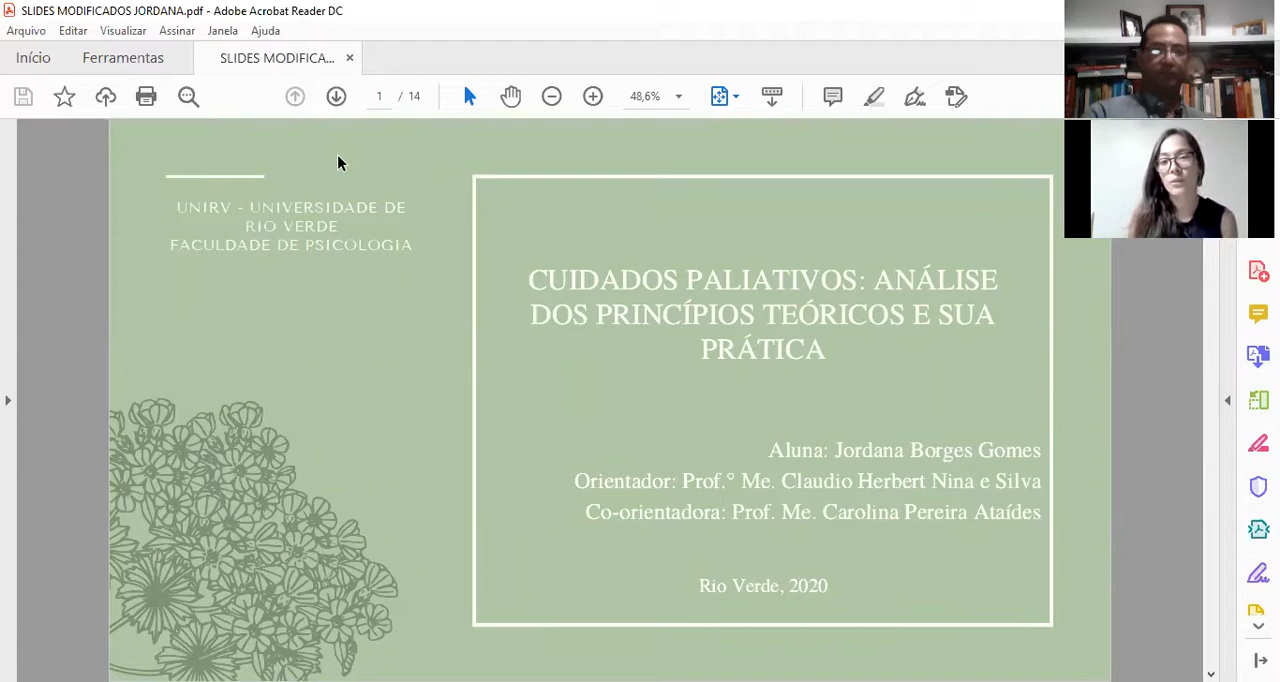 SLIDES MODIFICADOS JORDANA.pdf - Adobe Acrobat Reader DC
Arquivo Editar Visualizar Assinar Janela Ajuda
Início Ferramentas SLIDES MODIFICA... ×
1 / 14 48,6%
UNIRV - UNIVERSIDADE DE
RIO VERDE
FACULDADE DE PSICOLOGIA
CUIDADOS PALIATIVOS: ANÁLISE
DOS PRINCÍPIOS TEÓRICOS E SUA
PRÁTICA
Aluna: Jordana Borges Gomes
Orientador: Prof.° Me. Claudio Herbert Nina e Silva
Co-orientadora: Prof. Me. Carolina Pereira Ataídes
Rio Verde, 2020